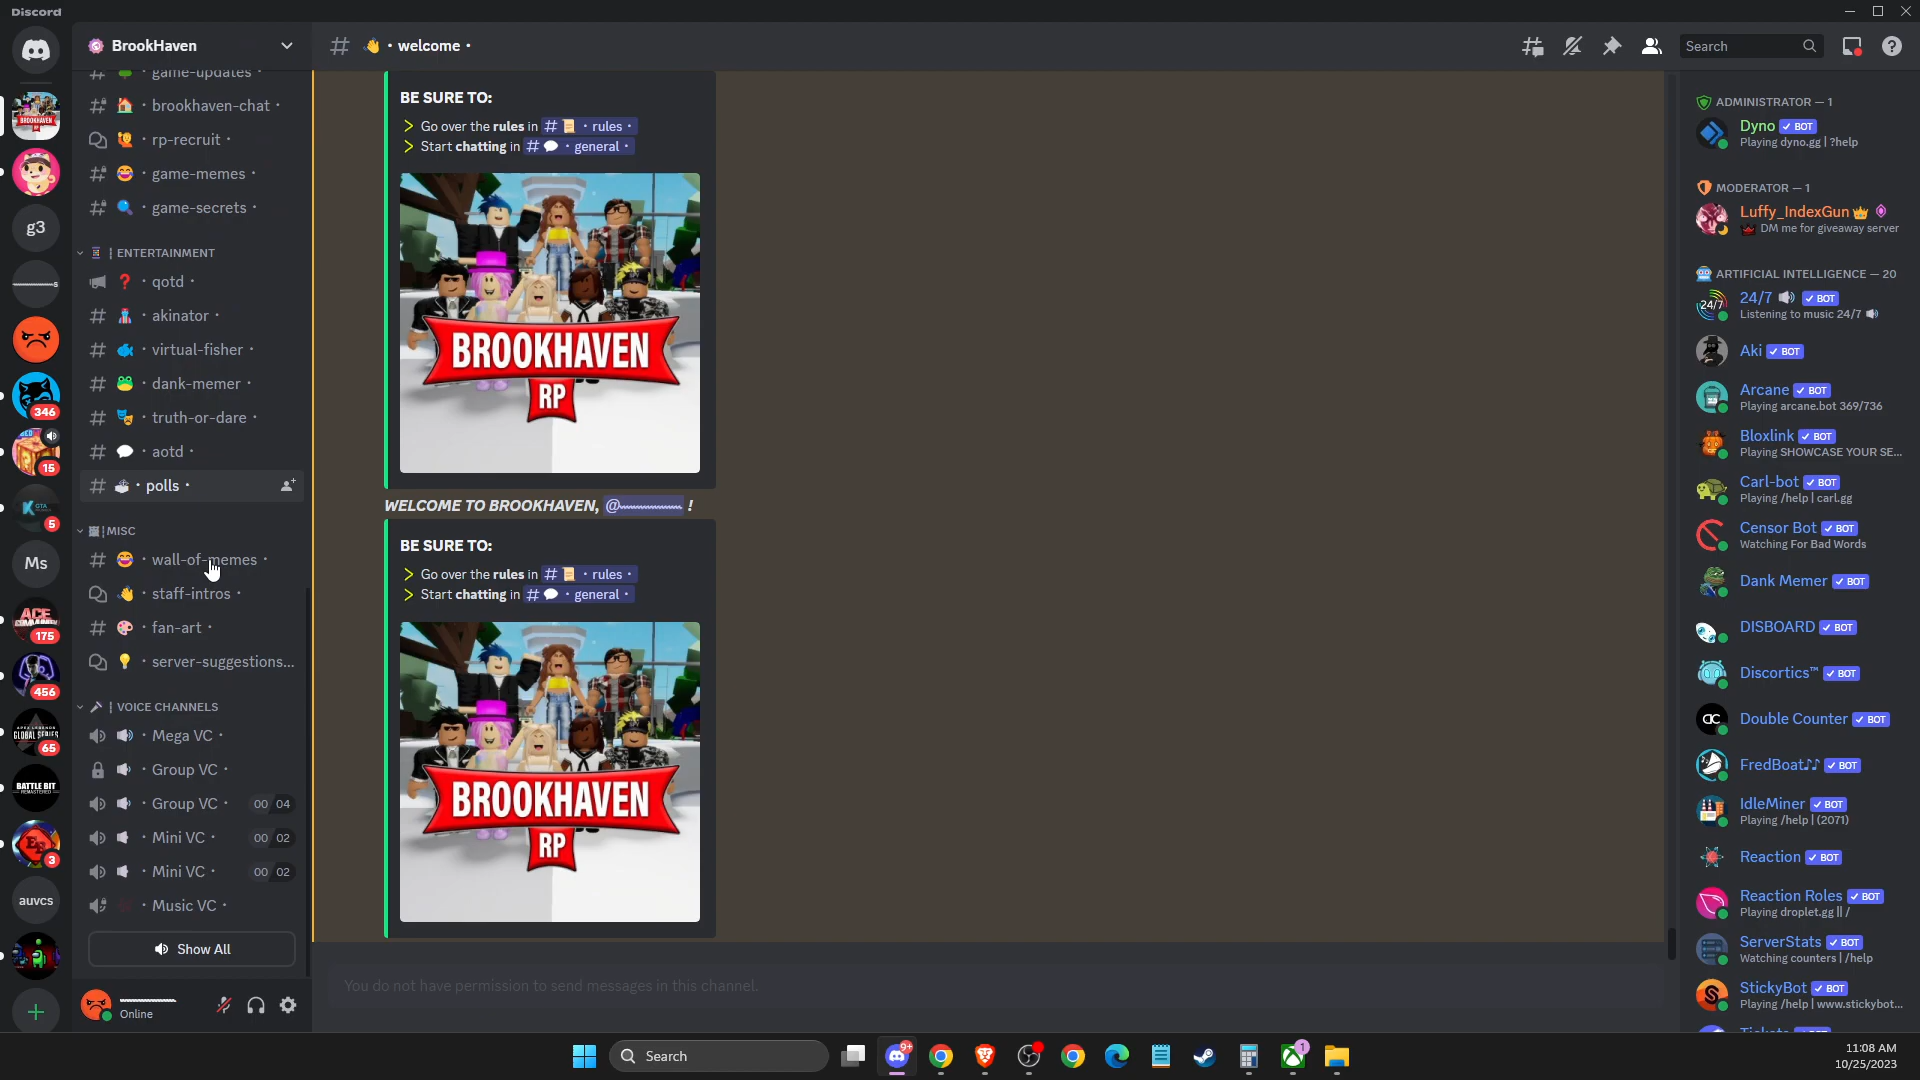 Discord
BrookHaven
game-updates
brookhaven-chat
rp-recruit
game-memes
game-secrets
| ENTERTAINMENT
qotd
akinator
virtual-fisher
dank-memer
truth-or-dare
aotd
polls
| MISC
wall-of-memes
staff-intros
fan-art
server-suggestions...
| VOICE CHANNELS
Mega VC
Group VC
Group VC 00 04
Mini VC 00 02
Mini VC 00 02
Music VC
Show All
Online
g3
346
15
GTA
5
Ms
ACE
175
456
GLOBAL SERIES
65
BATTLE BIT
REMASTERED
3
auvcs
# 👋 · welcome ·
Search
BE SURE TO:
> Go over the rules in # 📜 · rules ·
> Start chatting in # 💬 · general ·
BROOKHAVEN
RP
WELCOME TO BROOKHAVEN, @ !
BE SURE TO:
> Go over the rules in # 📜 · rules ·
> Start chatting in # 💬 · general ·
BROOKHAVEN
RP
You do not have permission to send messages in this channel.
ADMINISTRATOR — 1
Dyno ✓ BOT
Playing dyno.gg | ?help
MODERATOR — 1
Luffy_IndexGun
DM me for giveaway server
ARTIFICIAL INTELLIGENCE — 20
24/7 ✓ BOT
Listening to music 24/7
Aki ✓ BOT
Arcane ✓ BOT
Playing arcane.bot 369/736
Bloxlink ✓ BOT
Playing SHOWCASE YOUR SE...
Carl-bot ✓ BOT
Playing /help | carl.gg
Censor Bot ✓ BOT
Watching For Bad Words
Dank Memer ✓ BOT
DISBOARD ✓ BOT
Discortics™ ✓ BOT
Double Counter ✓ BOT
FredBoat♪♪ ✓ BOT
IdleMiner ✓ BOT
Playing /help | (2071)
Reaction ✓ BOT
Reaction Roles ✓ BOT
Playing droplet.gg || /
ServerStats ✓ BOT
Watching counters | /help
StickyBot ✓ BOT
Playing /help | www.stickybot...
Search
9+
1
11:08 AM
10/25/2023